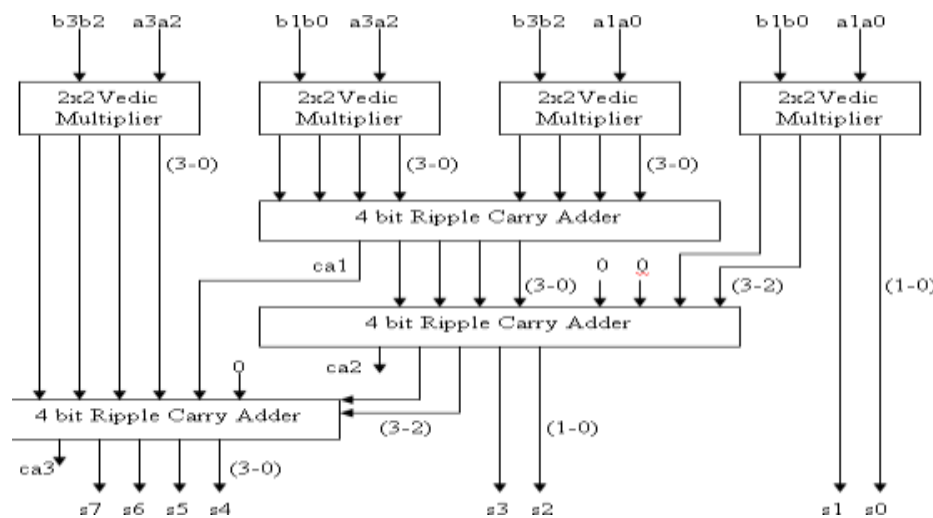 b3b2 a3a2 b1b0 a3a2 b3b2 a1a0 b1b0 a1a0
2x2Vedic Multiplier
2x2Vedic Multiplier
2x2Vedic Multiplier
2x2Vedic Multiplier
(3-0) (3-0) (3-0)
4 bit Ripple Carry Adder
ca1 0 0
(3-0) (3-2) (1-0)
4 bit Ripple Carry Adder
ca2 0
4 bit Ripple Carry Adder
(3-2) (1-0)
ca3 (3-0)
s7 s6 s5 s4 s3 s2 s1 s0